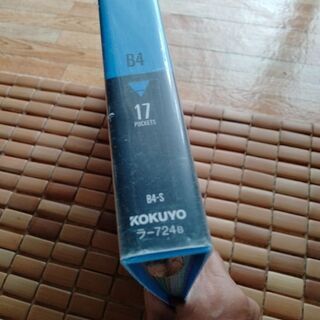 B4
17
POCKETS
B4-S
KOKUYO
ラ-724B